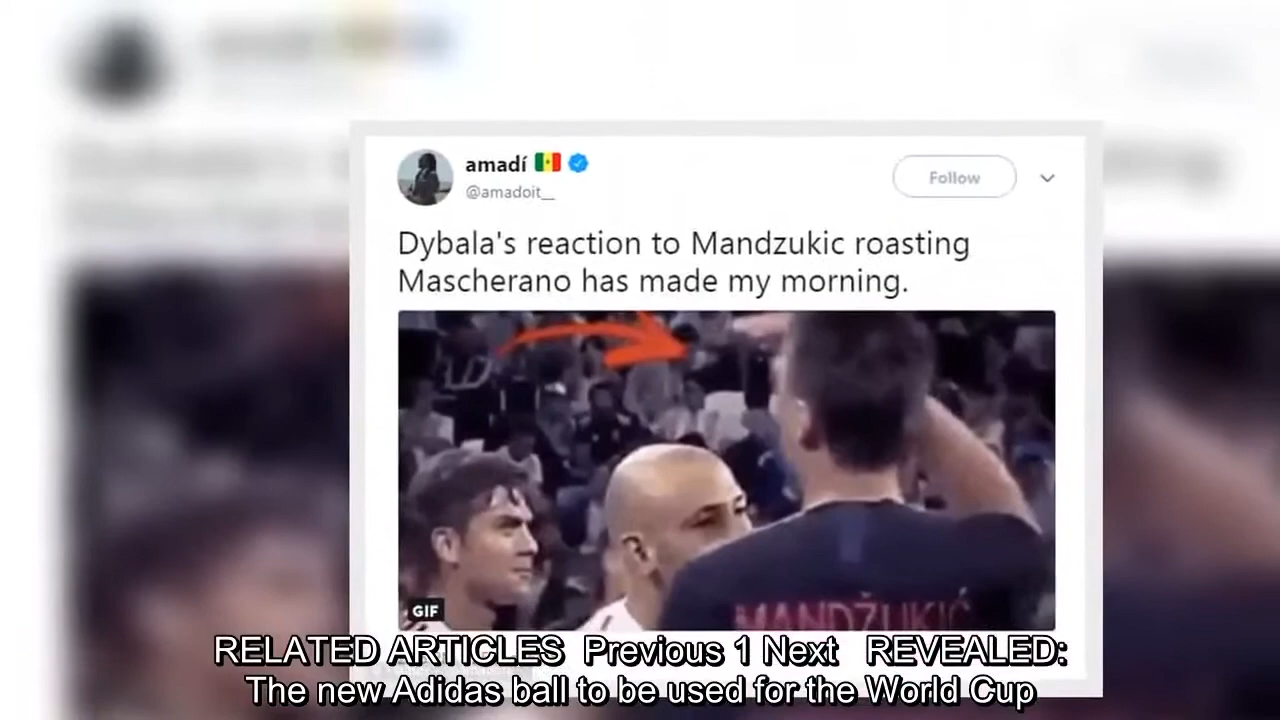 amadí
@amadoit__
Follow
Dybala's reaction to Mandzukic roasting
Mascherano has made my morning.
GIF
MANDŽUKIĆ
RELATED ARTICLES Previous 1 Next REVEALED:
The new Adidas ball to be used for the World Cup